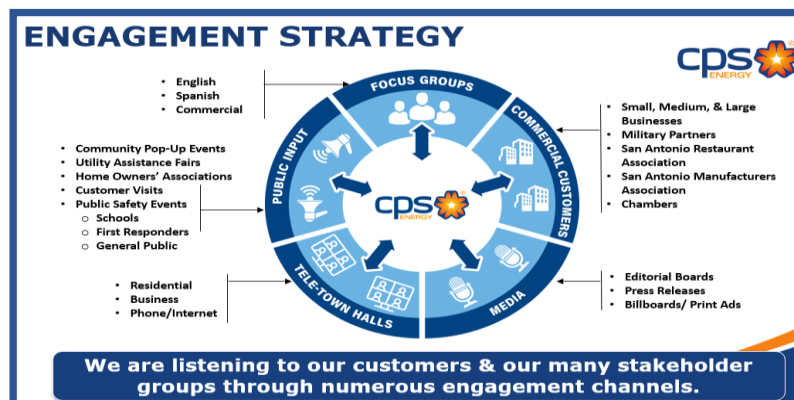 ENGAGEMENT STRATEGY
cps
ENERGY
®
• English
• Spanish
• Commercial
FOCUS GROUPS
• Community Pop-Up Events
• Utility Assistance Fairs
• Home Owners’ Associations
• Customer Visits
• Public Safety Events
o Schools
o First Responders
o General Public
PUBLIC INPUT
COMMERCIAL CUSTOMERS
• Small, Medium, & Large
Businesses
• Military Partners
• San Antonio Restaurant
Association
• San Antonio Manufacturers
Association
• Chambers
cps
ENERGY
• Residential
• Business
• Phone/Internet
TELE-TOWN HALLS
MEDIA
• Editorial Boards
• Press Releases
• Billboards/ Print Ads
We are listening to our customers & our many stakeholder
groups through numerous engagement channels.